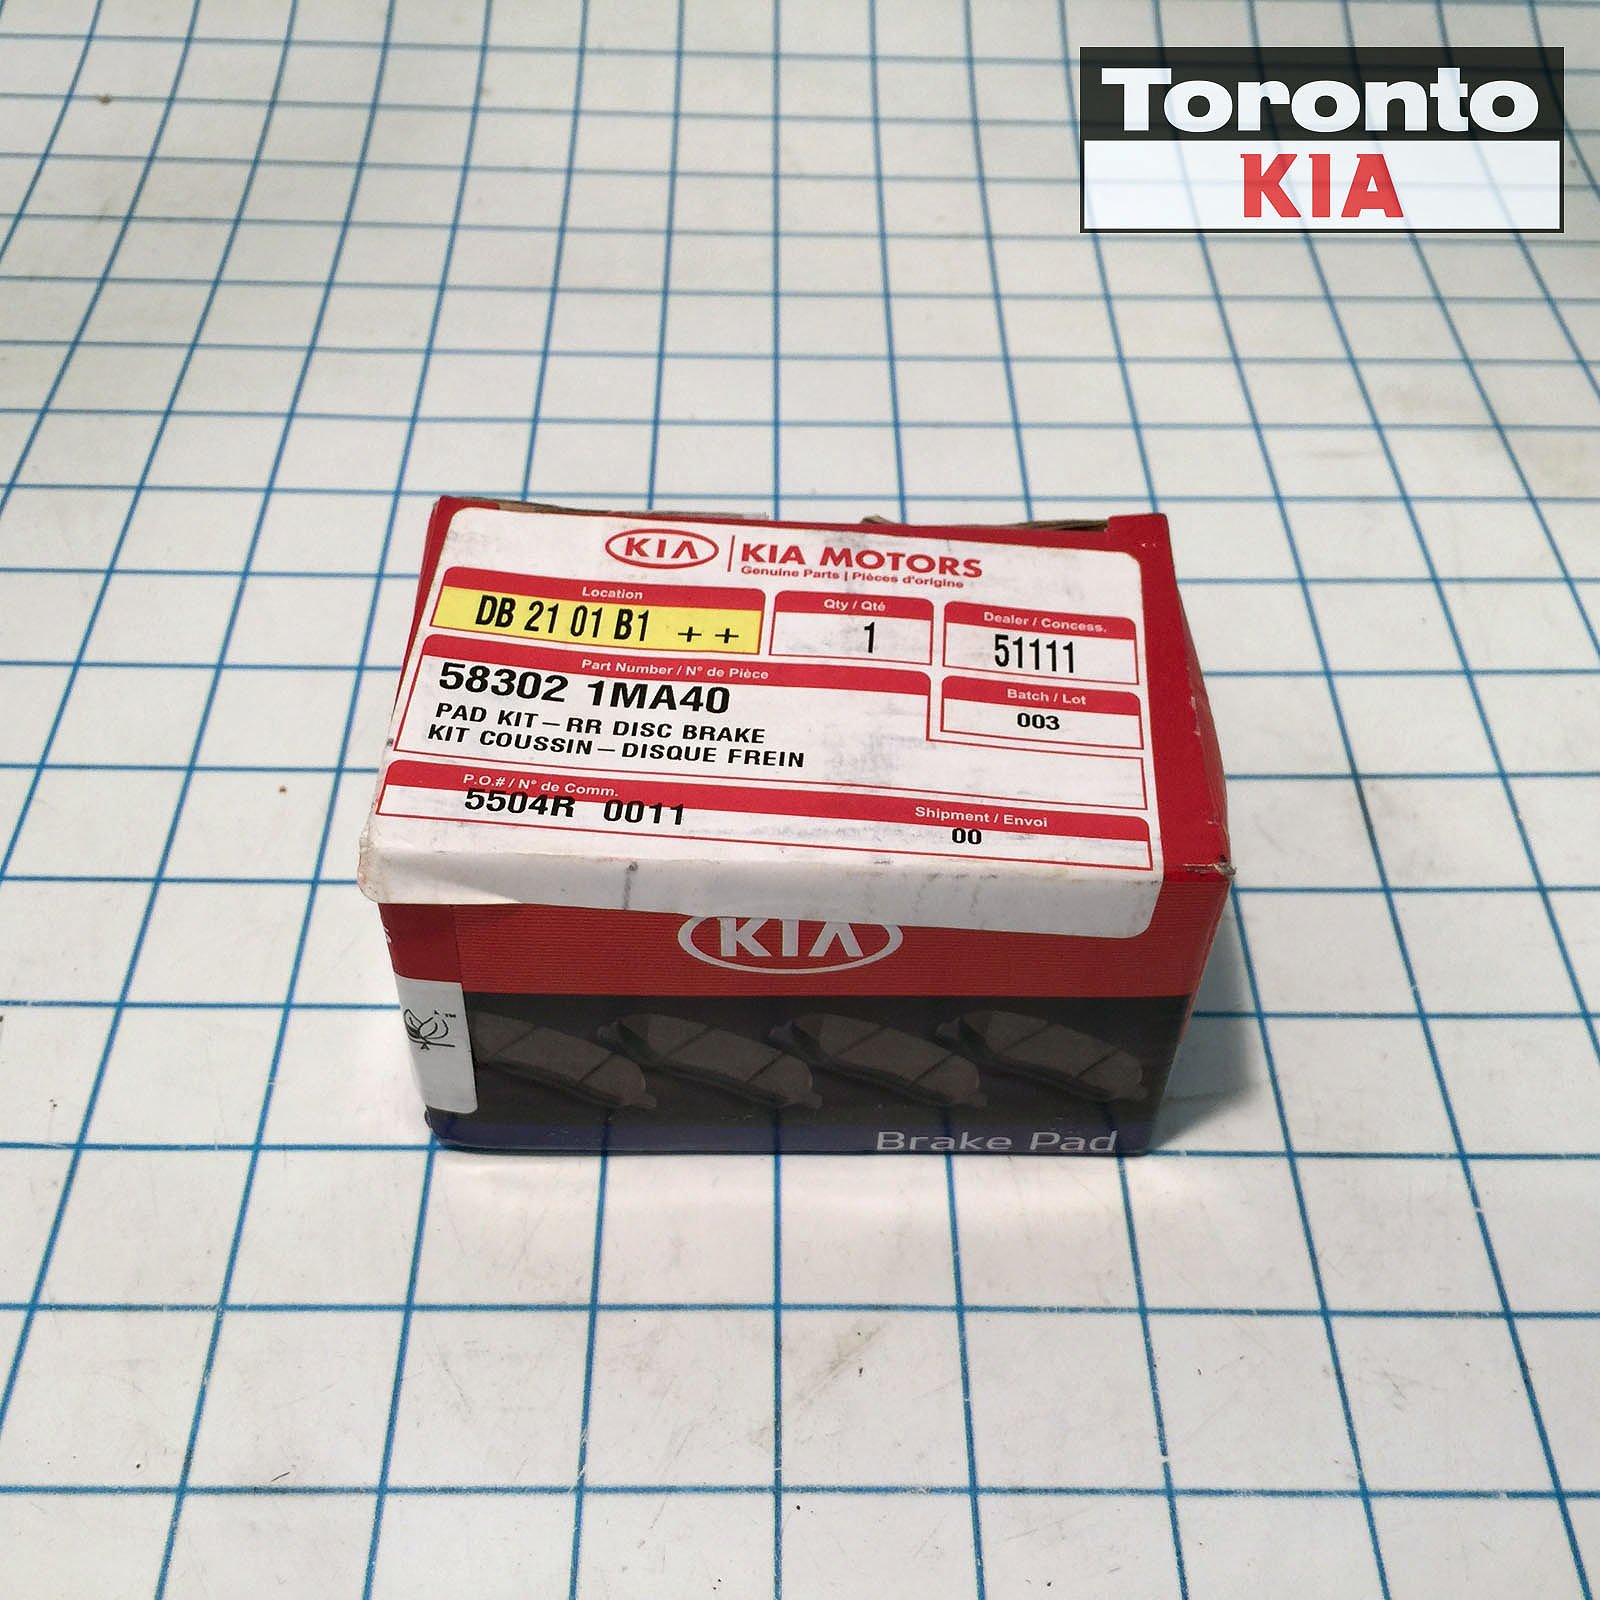 Toronto
KIA
KIA | KIA MOTORS
Genuine Parts | Pièces d'origine
Location
DB 21 01 B1 ++
Qty / Qté
1
Dealer / Concess.
51111
Part Number / N° de Pièce
58302 1MA40
PAD KIT–RR DISC BRAKE
KIT COUSSIN–DISQUE FREIN
Batch / Lot
003
P.O.# / N° de Comm.
5504R 0011
Shipment / Envoi
00
KIA
Brake Pad